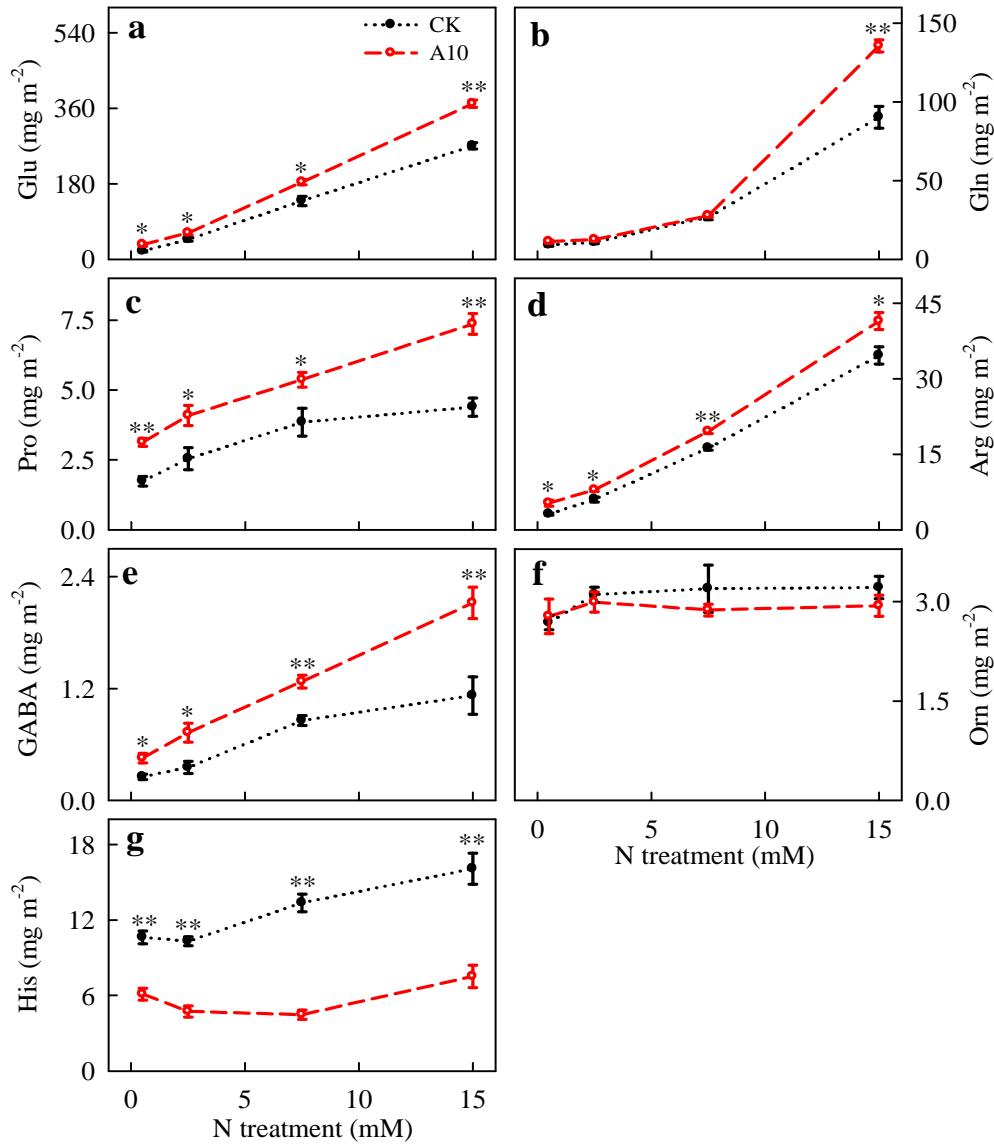 a
CK
A10
540
360
180
0
Glu (mg m-2)
*
*
*
**
b
150
100
50
0
Gln (mg m-2)
**
c
7.5
5.0
2.5
0.0
Pro (mg m-2)
**
*
*
**
d
45
30
15
0
Arg (mg m-2)
*
*
**
*
e
2.4
1.2
0.0
GABA (mg m-2)
*
*
**
**
f
3.0
1.5
0.0
Orn (mg m-2)
0 5 10 15
N treatment (mM)
g
18
12
6
0
His (mg m-2)
**
**
**
**
0 5 10 15
N treatment (mM)